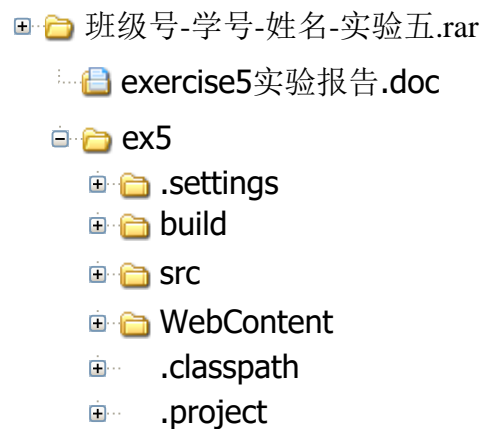 班级号-学号-姓名-实验五.rar
exercise5实验报告.doc
ex5
.settings
build
src
WebContent
.classpath
.project